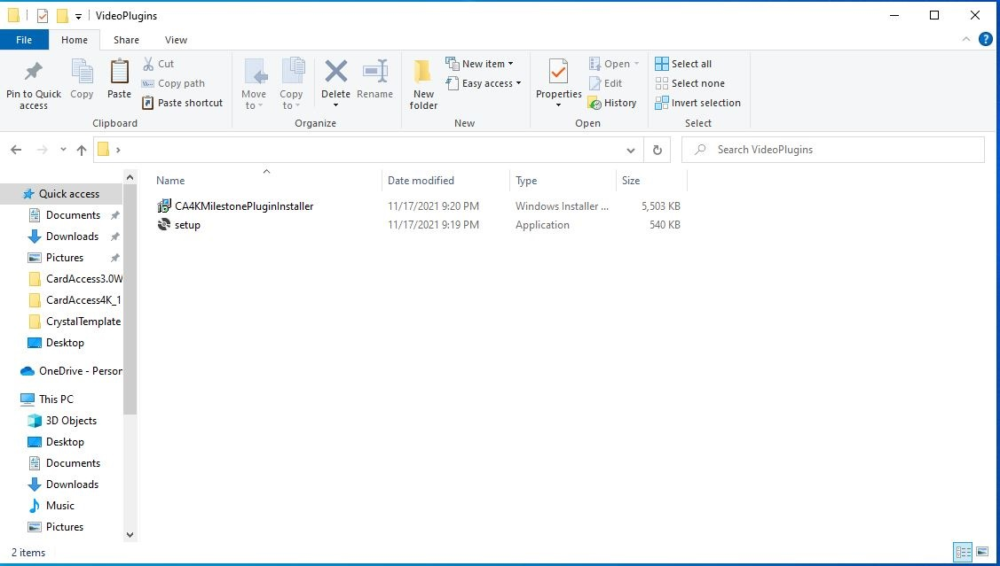 VideoPlugins
File Home Share View
Pin to Quick access
Copy
Paste
Cut
Copy path
Paste shortcut
Clipboard
Move to
Copy to
Delete
Rename
Organize
New folder
New item
Easy access
New
Properties
Open
Edit
History
Open
Select all
Select none
Invert selection
Select
Search VideoPlugins
Name Date modified Type Size
CA4KMilestonePluginInstaller 11/17/2021 9:20 PM Windows Installer ... 5,503 KB
setup 11/17/2021 9:19 PM Application 540 KB
Quick access
Documents
Downloads
Pictures
CardAccess3.0W
CardAccess4K_1
CrystalTemplate
Desktop
OneDrive - Person
This PC
3D Objects
Desktop
Documents
Downloads
Music
Pictures
2 items